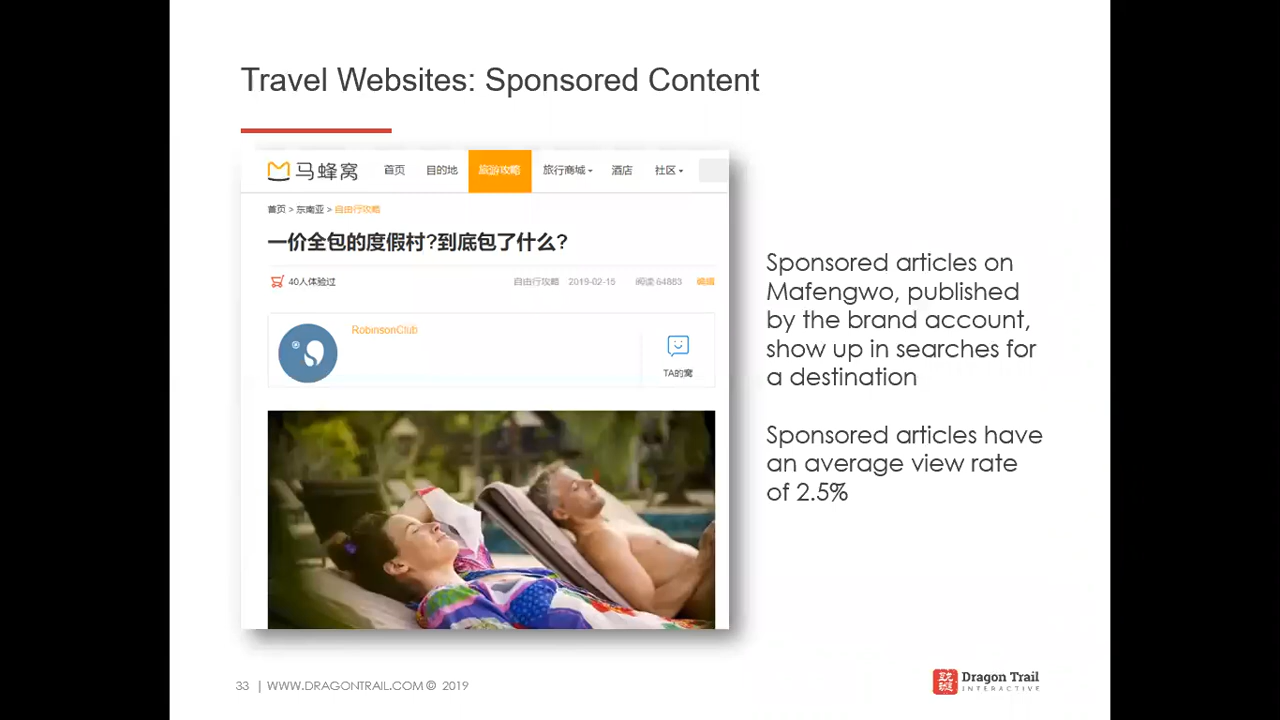 Travel Websites: Sponsored Content
马蜂窝 首页 目的地 旅游攻略 旅行商城 酒店 社区
首页 > 东南亚 > 自由行攻略
一价全包的度假村?到底包了什么?
40人体验过 自由行攻略 2019-02-15 阅读 64883 编辑
RobinsonClub
TA的窝
Sponsored articles on
Mafengwo, published
by the brand account,
show up in searches for
a destination
Sponsored articles have
an average view rate
of 2.5%
33 | WWW.DRAGONTRAIL.COM © 2019
Dragon Trail
INTERACTIVE